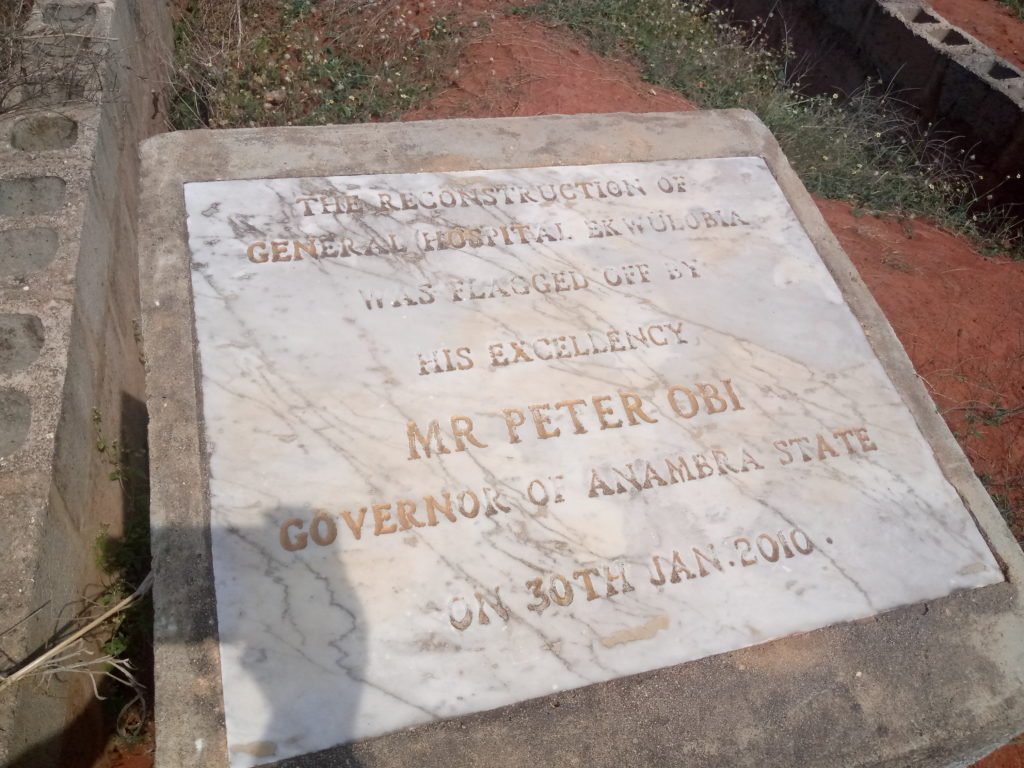 THE RECONSTRUCTION OF
GENERAL HOSPITAL EKWULOBIA
WAS FLAGGED OFF BY
HIS EXCELLENCY
MR PETER OBI
GOVERNOR OF ANAMBRA STATE
ON 30TH JAN. 2010.